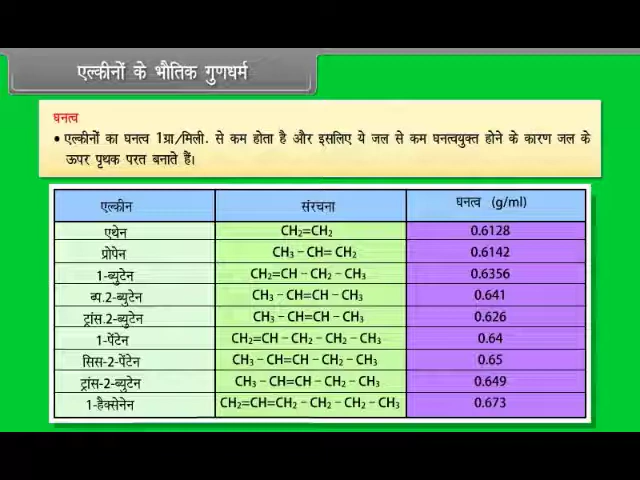 एल्कीनों के भौतिक गुणधर्म
घनत्व
• एल्कीनों का घनत्व 1ग्रा/मिली. से कम होता है और इसलिए ये जल से कम घनत्वयुक्त होने के कारण जल के
ऊपर पृथक परत बनाते हैं।
एल्कीन संरचना घनत्व (g/ml)
एथेन CH₂=CH₂ 0.6128
प्रोपेन CH₃ – CH= CH₂ 0.6142
1-ब्युटेन CH₂=CH – CH₂ – CH₃ 0.6356
ब्प.2-ब्युटेन CH₃ – CH=CH – CH₃ 0.641
ट्रांस.2-ब्युटेन CH₃ – CH=CH – CH₃ 0.626
1-पेंटेन CH₂=CH – CH₂ – CH₂ – CH₃ 0.64
सिस-2-पेंटेन CH₃ – CH=CH – CH₂ – CH₃ 0.65
ट्रांस-2-ब्युटेन CH₃ – CH=CH – CH₂ – CH₃ 0.649
1-हैक्सेनेन CH₂=CH=CH₂ – CH₂ – CH₂ – CH₃ 0.673